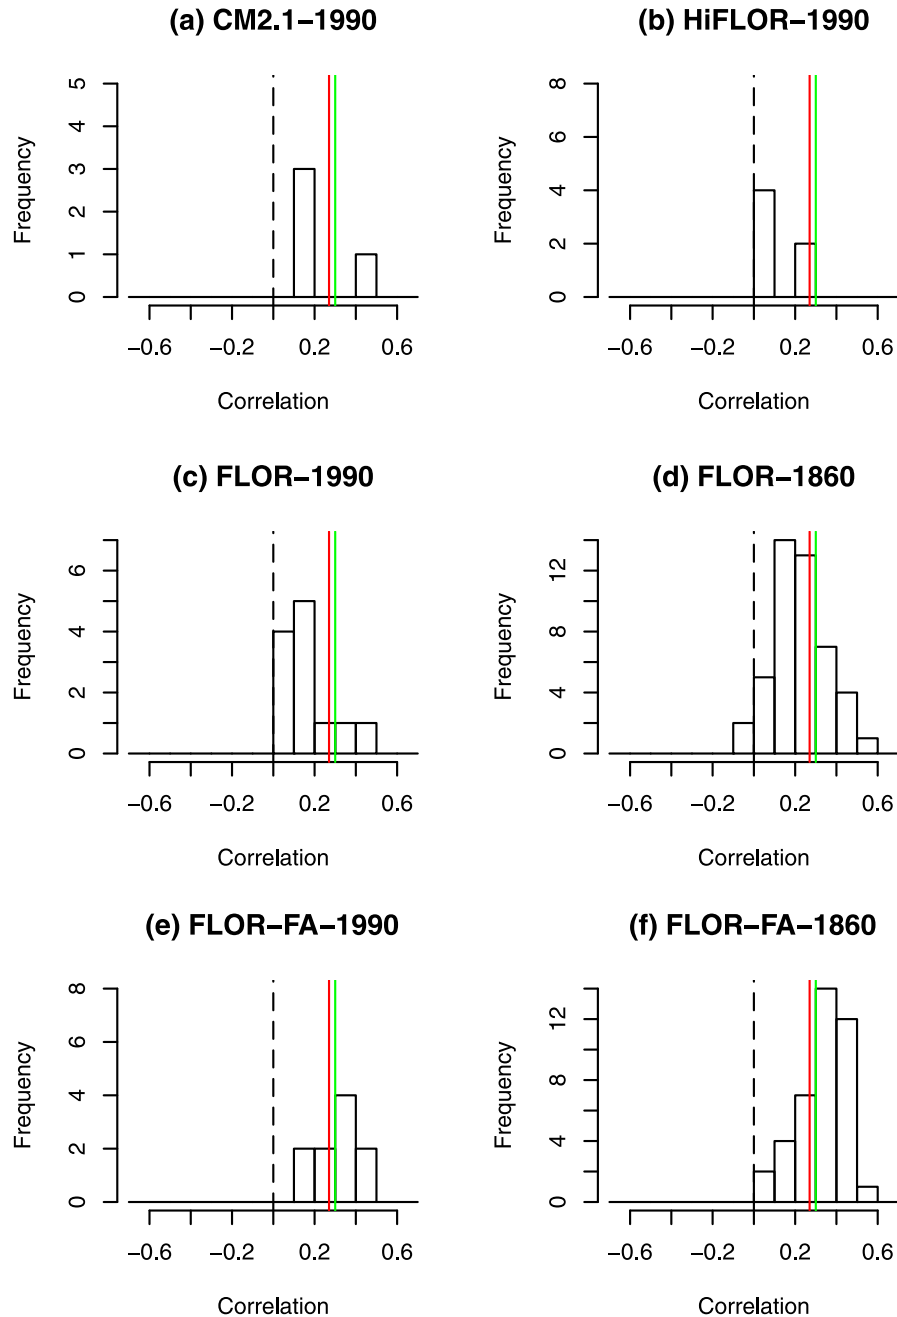 (a) CM2.1−1990
Frequency
0 1 2 3 4 5
−0.6 −0.2 0.2 0.6
Correlation
(b) HiFLOR−1990
Frequency
0 2 4 6 8
−0.6 −0.2 0.2 0.6
Correlation
(c) FLOR−1990
Frequency
0 2 4 6
−0.6 −0.2 0.2 0.6
Correlation
(d) FLOR−1860
Frequency
0 4 8 12
−0.6 −0.2 0.2 0.6
Correlation
(e) FLOR−FA−1990
Frequency
0 2 4 6 8
−0.6 −0.2 0.2 0.6
Correlation
(f) FLOR−FA−1860
Frequency
0 4 8 12
−0.6 −0.2 0.2 0.6
Correlation